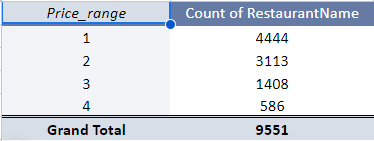 Price_range Count of RestaurantName
1 4444
2 3113
3 1408
4 586
Grand Total 9551